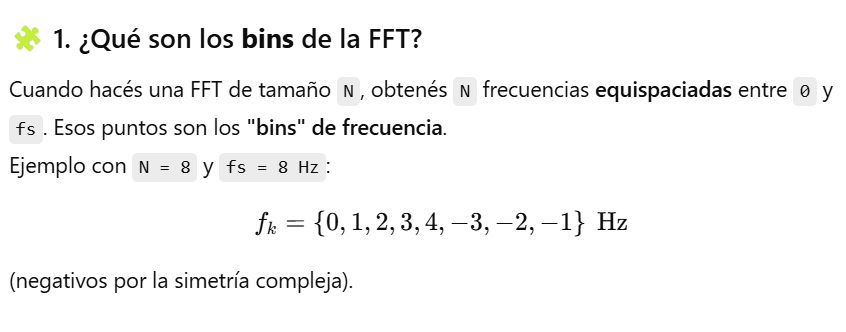 🧩 1. ¿Qué son los bins de la FFT?
Cuando hacés una FFT de tamaño N, obtenés N frecuencias equispaciadas entre 0 y
fs. Esos puntos son los "bins" de frecuencia.
Ejemplo con N = 8 y fs = 8 Hz:
f_k = {0, 1, 2, 3, 4, −3, −2, −1} Hz
(negativos por la simetría compleja).